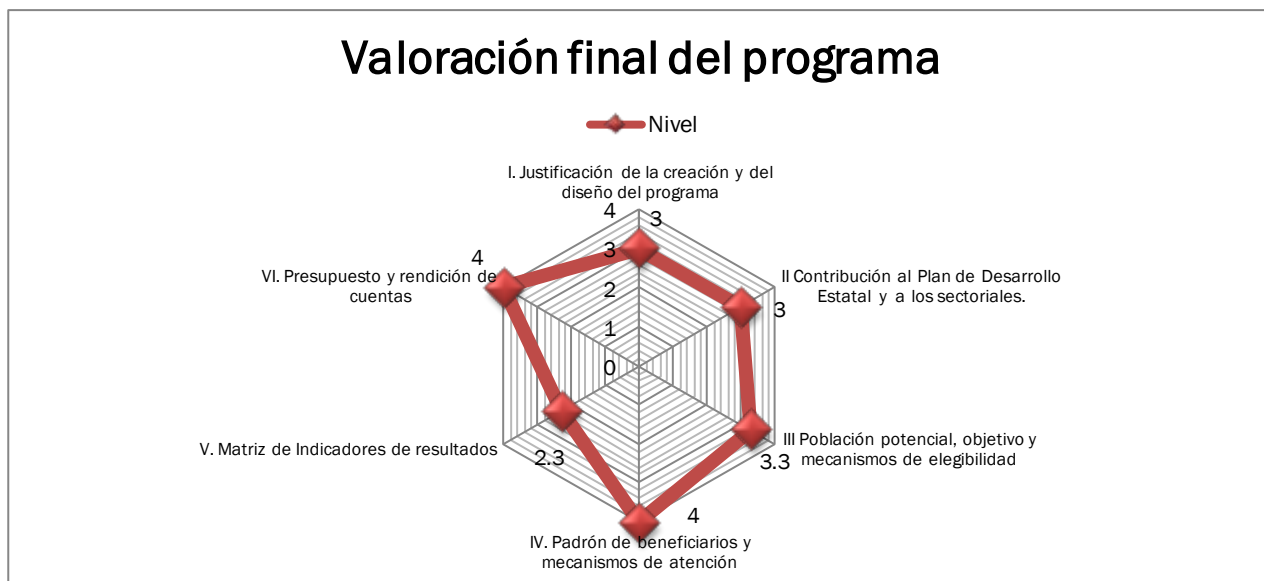 Valoración final del programa
Nivel
I. Justificación de la creación y del
diseño del programa
4
3
3
2
1
0
II Contribución al Plan de Desarrollo
Estatal y a los sectoriales.
3
III Población potencial, objetivo y
mecanismos de elegibilidad
3.3
4
IV. Padrón de beneficiarios y
mecanismos de atención
V. Matriz de Indicadores de resultados
2.3
4
VI. Presupuesto y rendición de
cuentas